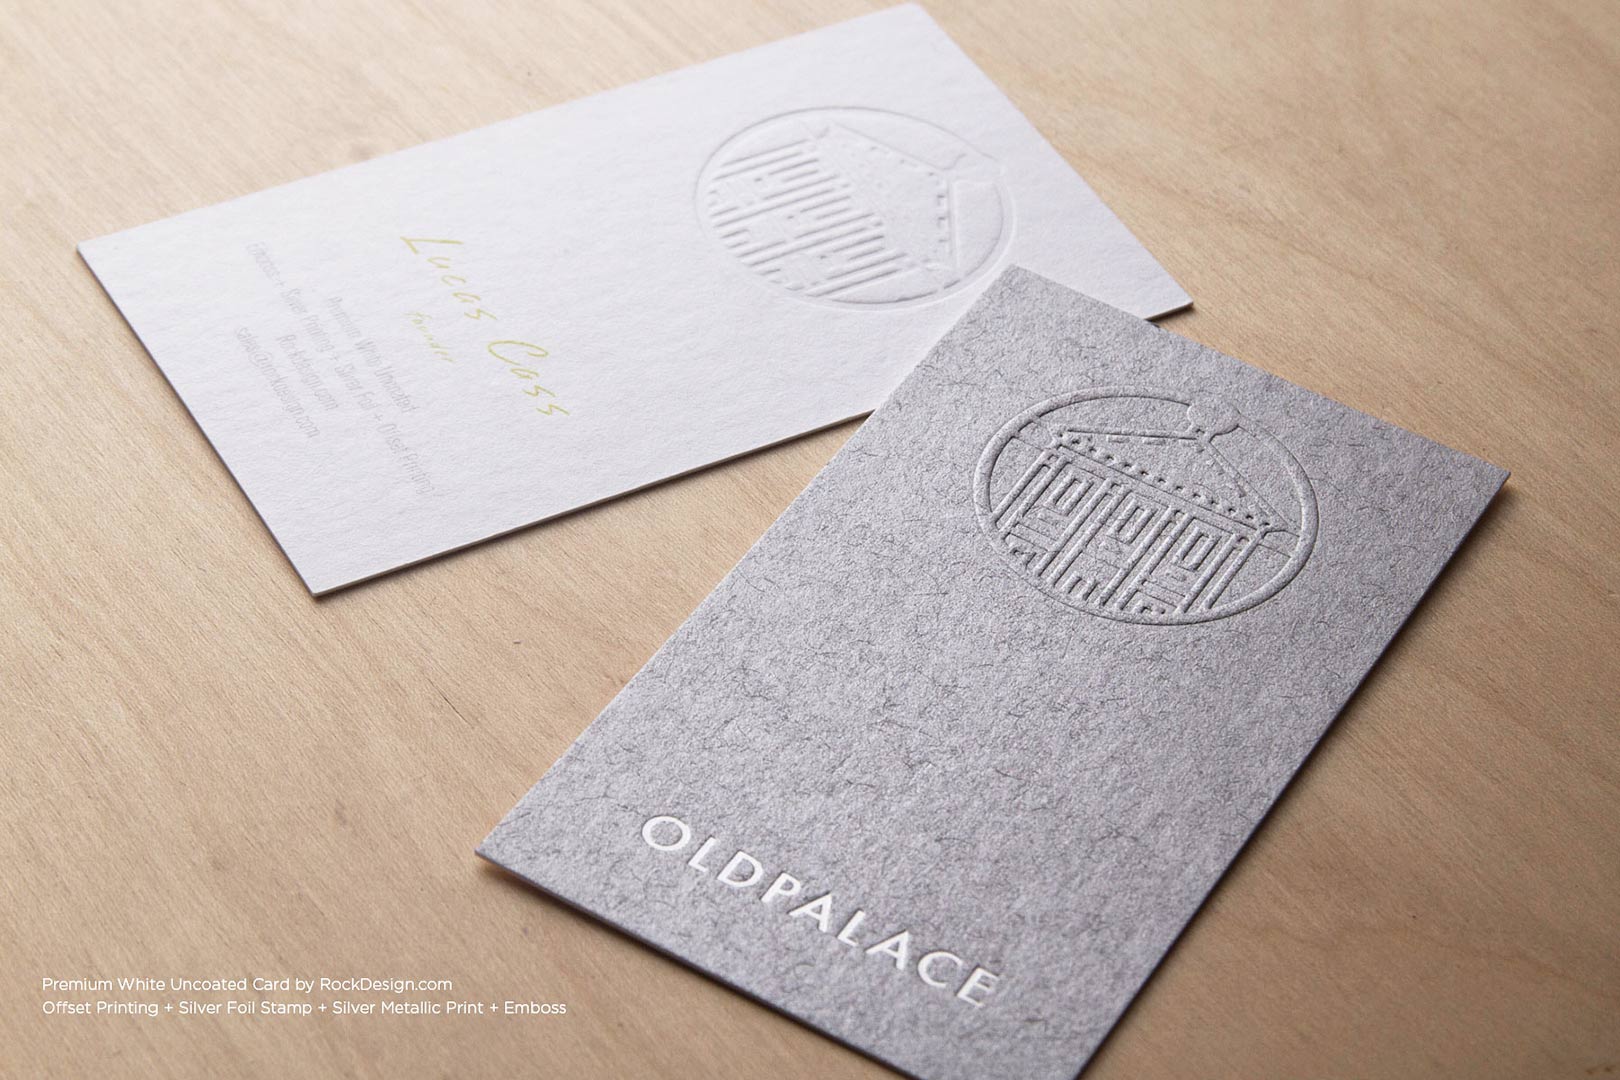 Lucas Cass
Founder
Premium White Uncoated
Emboss + Silver Printing + Silver Foil + Offset Printing
Rockdesign.com
sales@rockdesign.com
OLDPALACE
Premium White Uncoated Card by RockDesign.com
Offset Printing + Silver Foil Stamp + Silver Metallic Print + Emboss